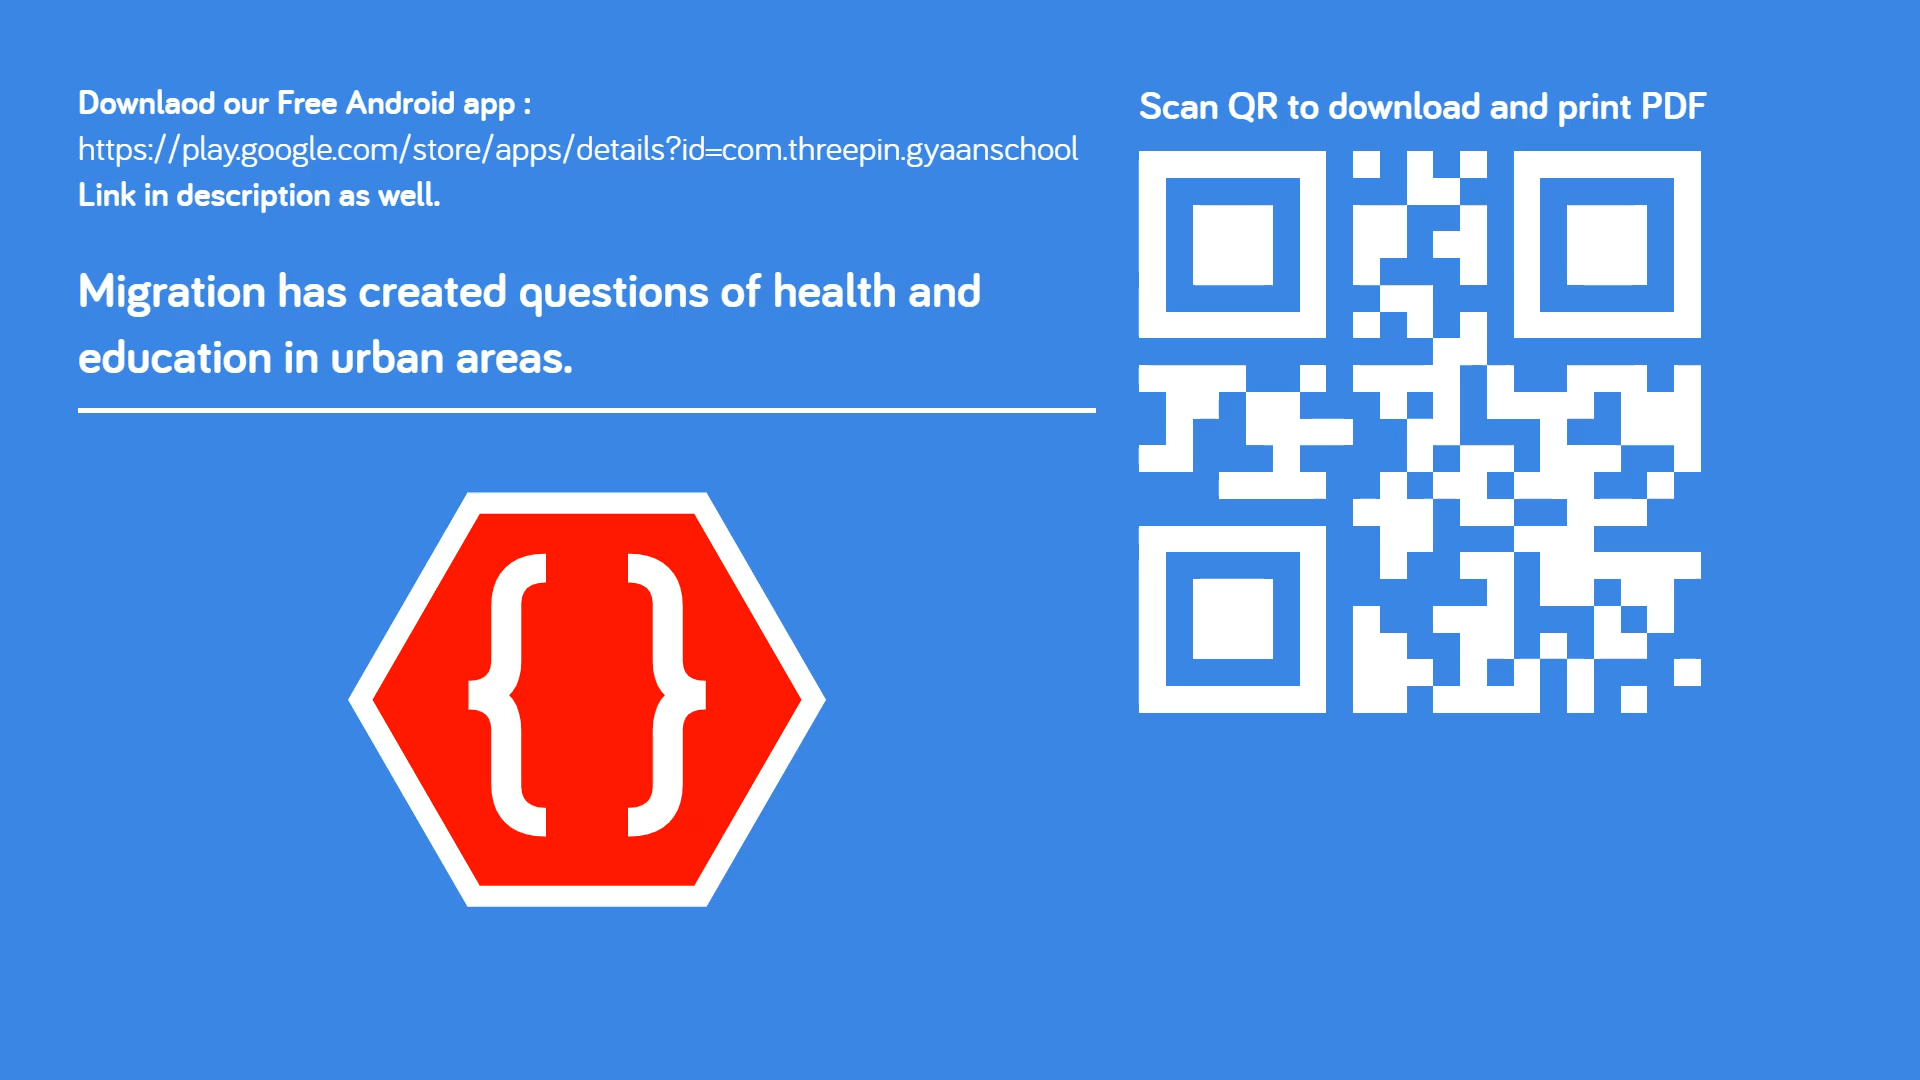 Downlaod our Free Android app :
https://play.google.com/store/apps/details?id=com.threepin.gyaanschool
Link in description as well.
Migration has created questions of health and
education in urban areas.
{ }
Scan QR to download and print PDF